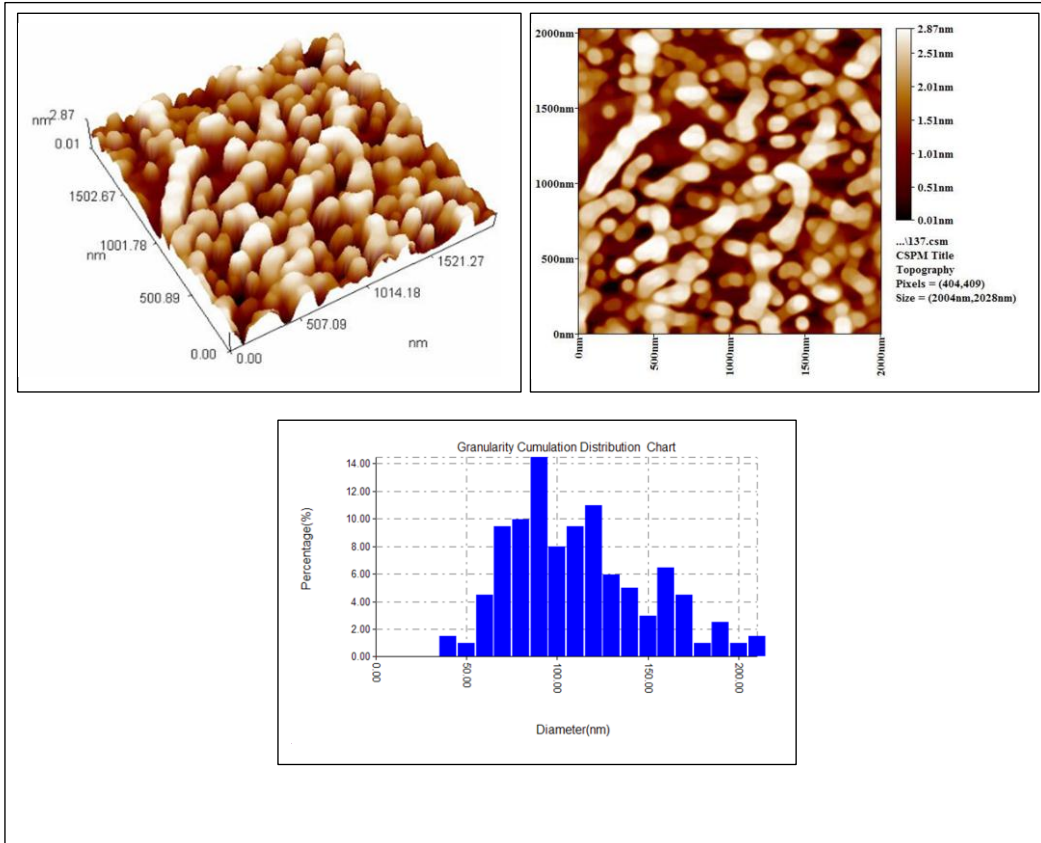 nm 2.87
0.01
1502.67
1001.78
nm
500.89
0.00
0.00
507.09
1014.18
1521.27
nm
2000nm
1500nm
1000nm
500nm
0nm
0nm
500nm
1000nm
1500nm
2000nm
2.87nm
2.51nm
2.01nm
1.51nm
1.01nm
0.51nm
0.01nm
...\137.csm
CSPM Title
Topography
Pixels = (404,409)
Size = (2004nm,2028nm)
Granularity Cumulation Distribution Chart
Percentage(%)
14.00
12.00
10.00
8.00
6.00
4.00
2.00
0.00
0.00
50.00
100.00
150.00
200.00
Diameter(nm)